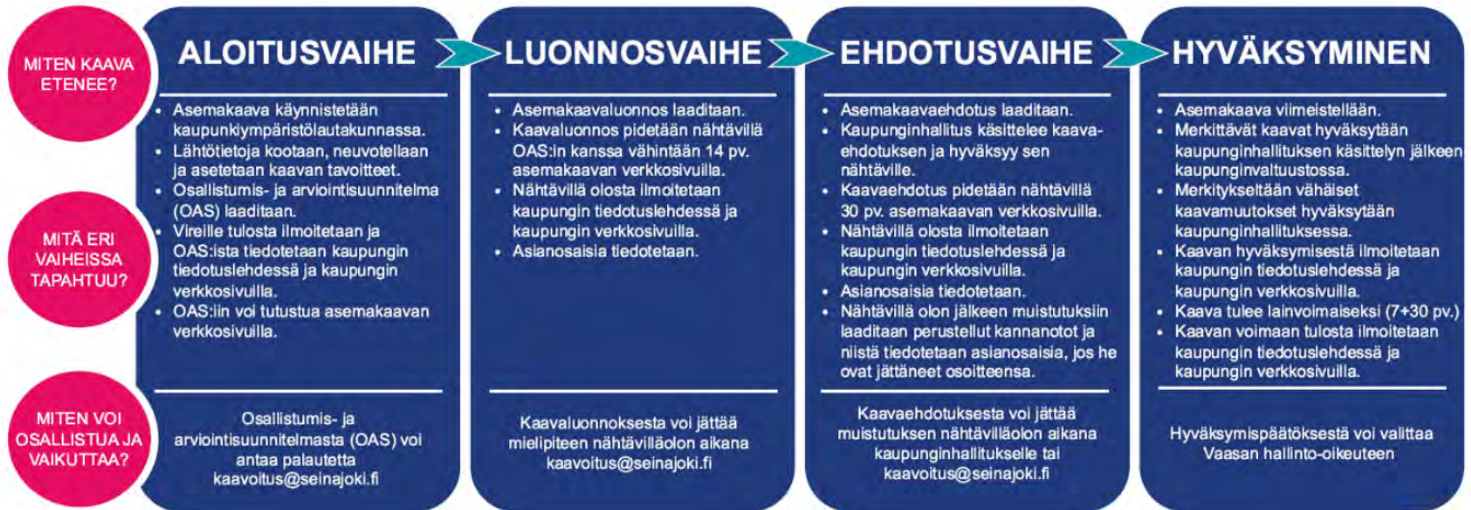 MITEN KAAVA
ETENEE?
ALOITUSVAIHE
LUONNOSVAIHE
EHDOTUSVAIHE
HYVÄKSYMINEN
MITÄ ERI
VAIHEISSA
TAPAHTUU?
• Asemakaava käynnistetään
kaupunkiympäristölautakunnassa.
• Lähtötietoja kootaan, neuvotellaan
ja asetetaan kaavan tavoitteet.
• Osallistumis- ja arviointisuunnitelma
(OAS) laaditaan.
• Vireille tulosta ilmoitetaan ja
OAS:ista tiedotetaan kaupungin
tiedotuslehdessä ja kaupungin
verkkosivuilla.
• OAS:iin voi tutustua asemakaavan
verkkosivuilla.
• Asemakaavaluonnos laaditaan.
• Kaavaluonnos pidetään nähtävillä
OAS:in kanssa vähintään 14 pv.
asemakaavan verkkosivuilla.
• Nähtävillä olosta ilmoitetaan
kaupungin tiedotuslehdessä ja
kaupungin verkkosivuilla.
• Asianosaisia tiedotetaan.
• Asemakaavaehdotus laaditaan.
• Kaupunginhallitus käsittelee kaava-
ehdotuksen ja hyväksyy sen
nähtäville.
• Kaavaehdotus pidetään nähtävillä
30 pv. asemakaavan verkkosivuilla.
• Nähtävillä olosta ilmoitetaan
kaupungin tiedotuslehdessä ja
kaupungin verkkosivuilla.
• Asianosaisia tiedotetaan.
• Nähtävillä olon jälkeen muistutuksiin
laaditaan perustellut kannanotot ja
niistä tiedotetaan asianosaisia, jos he
ovat jättäneet osoitteensa.
• Asemakaava viimeistellään.
• Merkittävät kaavat hyväksytään
kaupunginhallituksen käsittelyn jälkeen
kaupunginvaltuustossa.
• Merkitykseltään vähäiset
kaavamuutokset hyväksytään
kaupunginhallituksessa.
• Kaavan hyväksymisestä ilmoitetaan
kaupungin tiedotuslehdessä ja
kaupungin verkkosivuilla.
• Kaava tulee lainvoimaiseksi (7+30 pv.)
• Kaavan voimaan tulosta ilmoitetaan
kaupungin tiedotuslehdessä ja
kaupungin verkkosivuilla.
MITEN VOI
OSALLISTUA JA
VAIKUTTAA?
Osallistumis- ja
arviointisuunnitelmasta (OAS) voi
antaa palautetta
kaavoitus@seinajoki.fi
Kaavaluonnoksesta voi jättää
mielipiteen nähtävilläolon aikana
kaavoitus@seinajoki.fi
Kaavaehdotuksesta voi jättää
muistutuksen nähtävilläolon aikana
kaupunginhallitukselle tai
kaavoitus@seinajoki.fi
Hyväksymispäätöksestä voi valittaa
Vaasan hallinto-oikeuteen